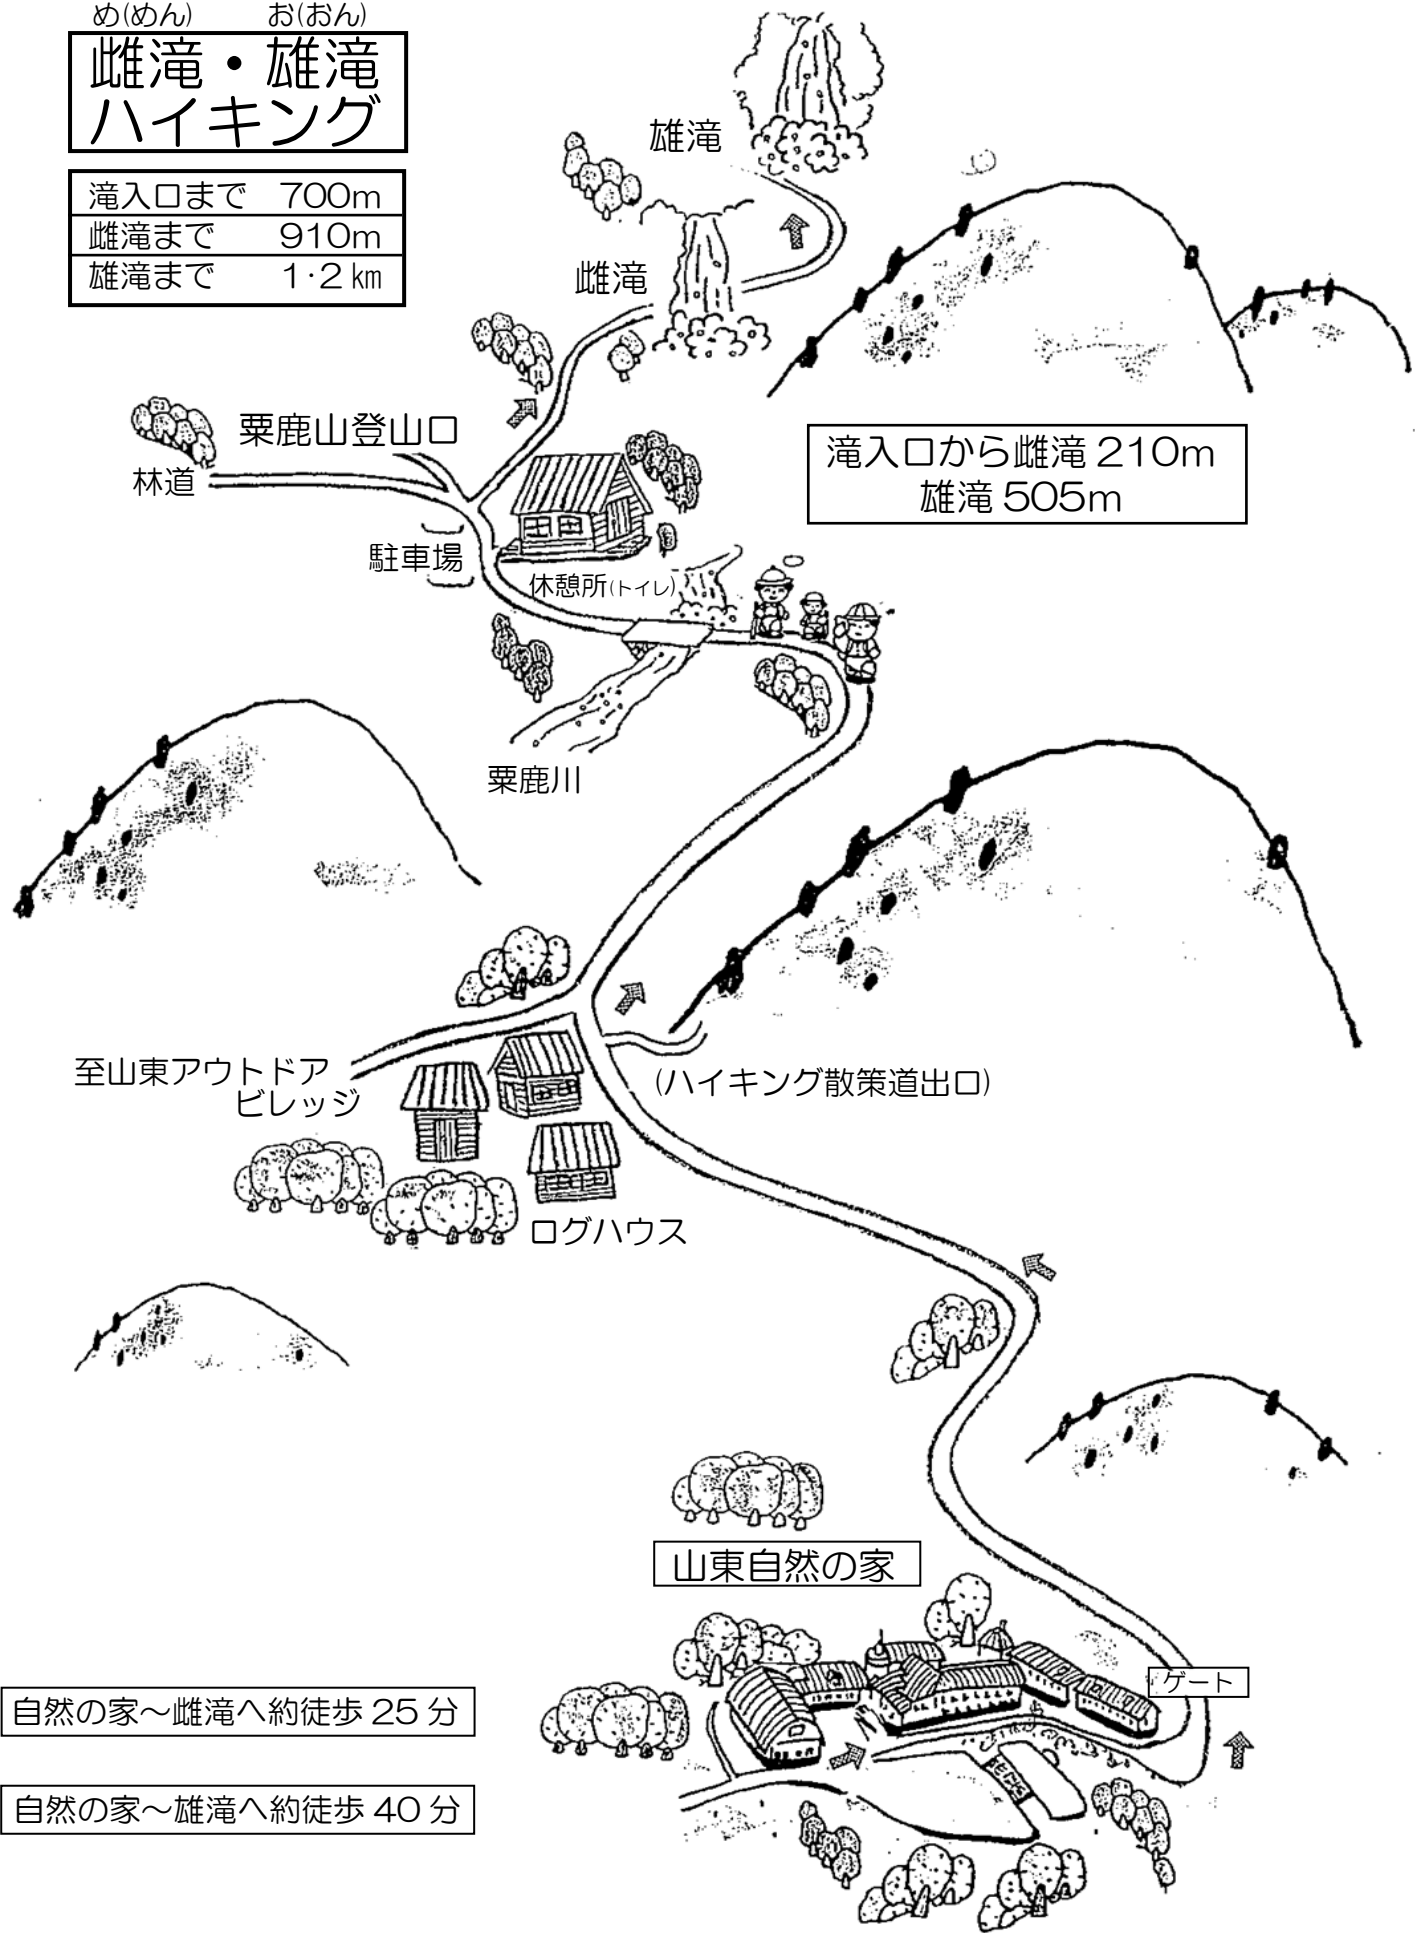 め(めん) お(おん)
雌滝・雄滝
ハイキング
滝入口まで 700m
雌滝まで 910m
雄滝まで 1・2㎞
雄滝
雌滝
粟鹿山登山口
林道
滝入口から雌滝 210m
雄滝 505m
駐車場
休憩所(トイレ)
粟鹿川
至山東アウトドア
ビレッジ
(ハイキング散策道出口)
ログハウス
山東自然の家
ゲート
自然の家～雌滝へ約徒歩 25 分
自然の家～雄滝へ約徒歩 40 分